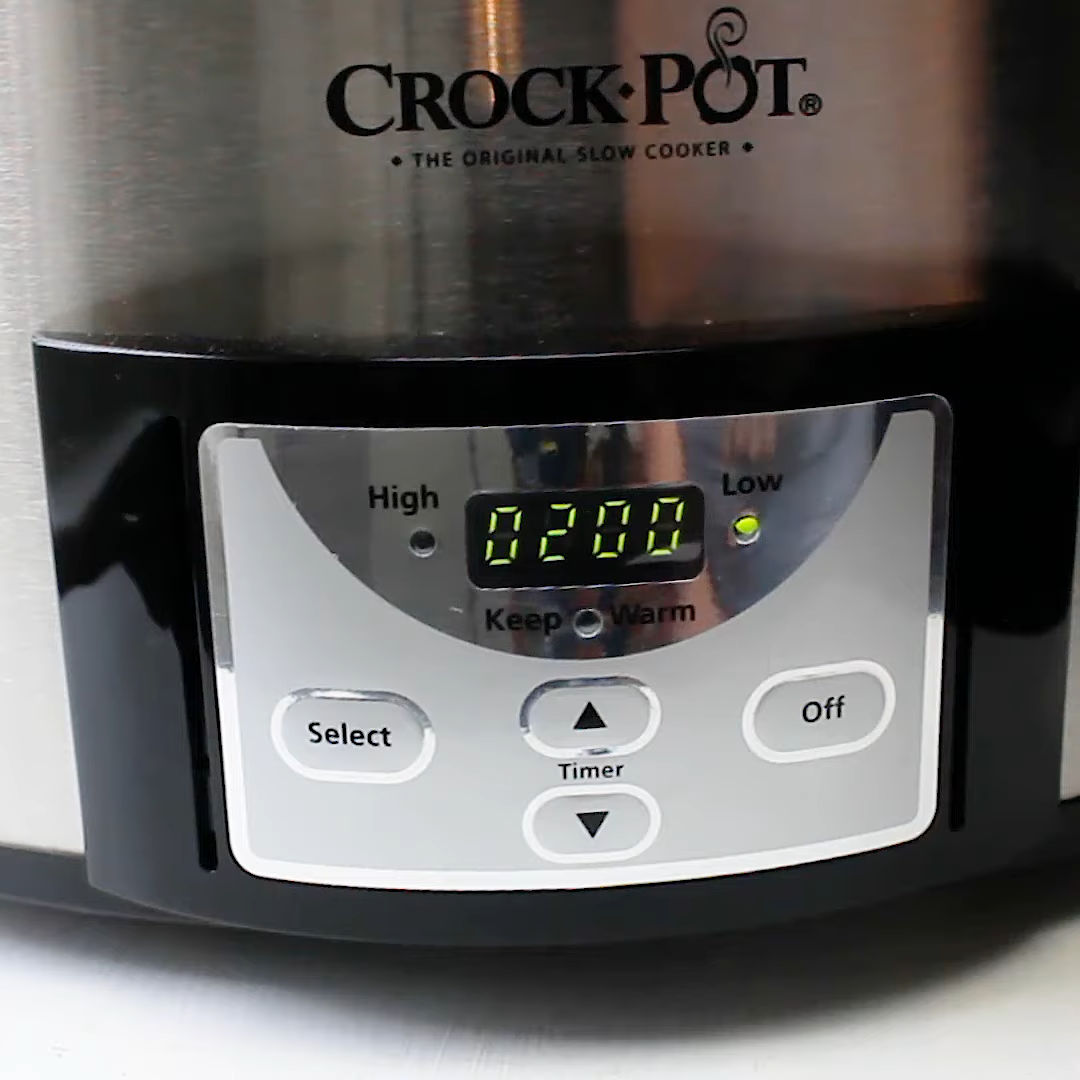 CROCK•POT®
• THE ORIGINAL SLOW COOKER •
High
Low
0200
Keep Warm
Select
Off
Timer